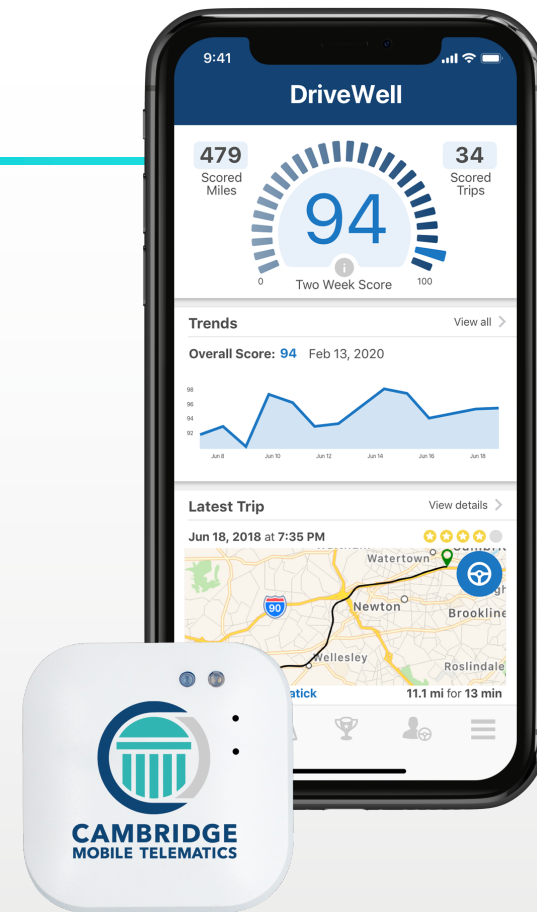 9:41
DriveWell
479
Scored
Miles
34
Scored
Trips
94
0
Two Week Score
100
Trends
View all
Overall Score: 94 Feb 13, 2020
98
96
94
92
Jun 8
Jun 10
Jun 12
Jun 14
Jun 16
Jun 18
Latest Trip
View details
Jun 18, 2018 at 7:35 PM
Watertown
90
Newton
Brookline
Wellesley
Roslindale
11.1 mi for 13 min
CAMBRIDGE
MOBILE TELEMATICS